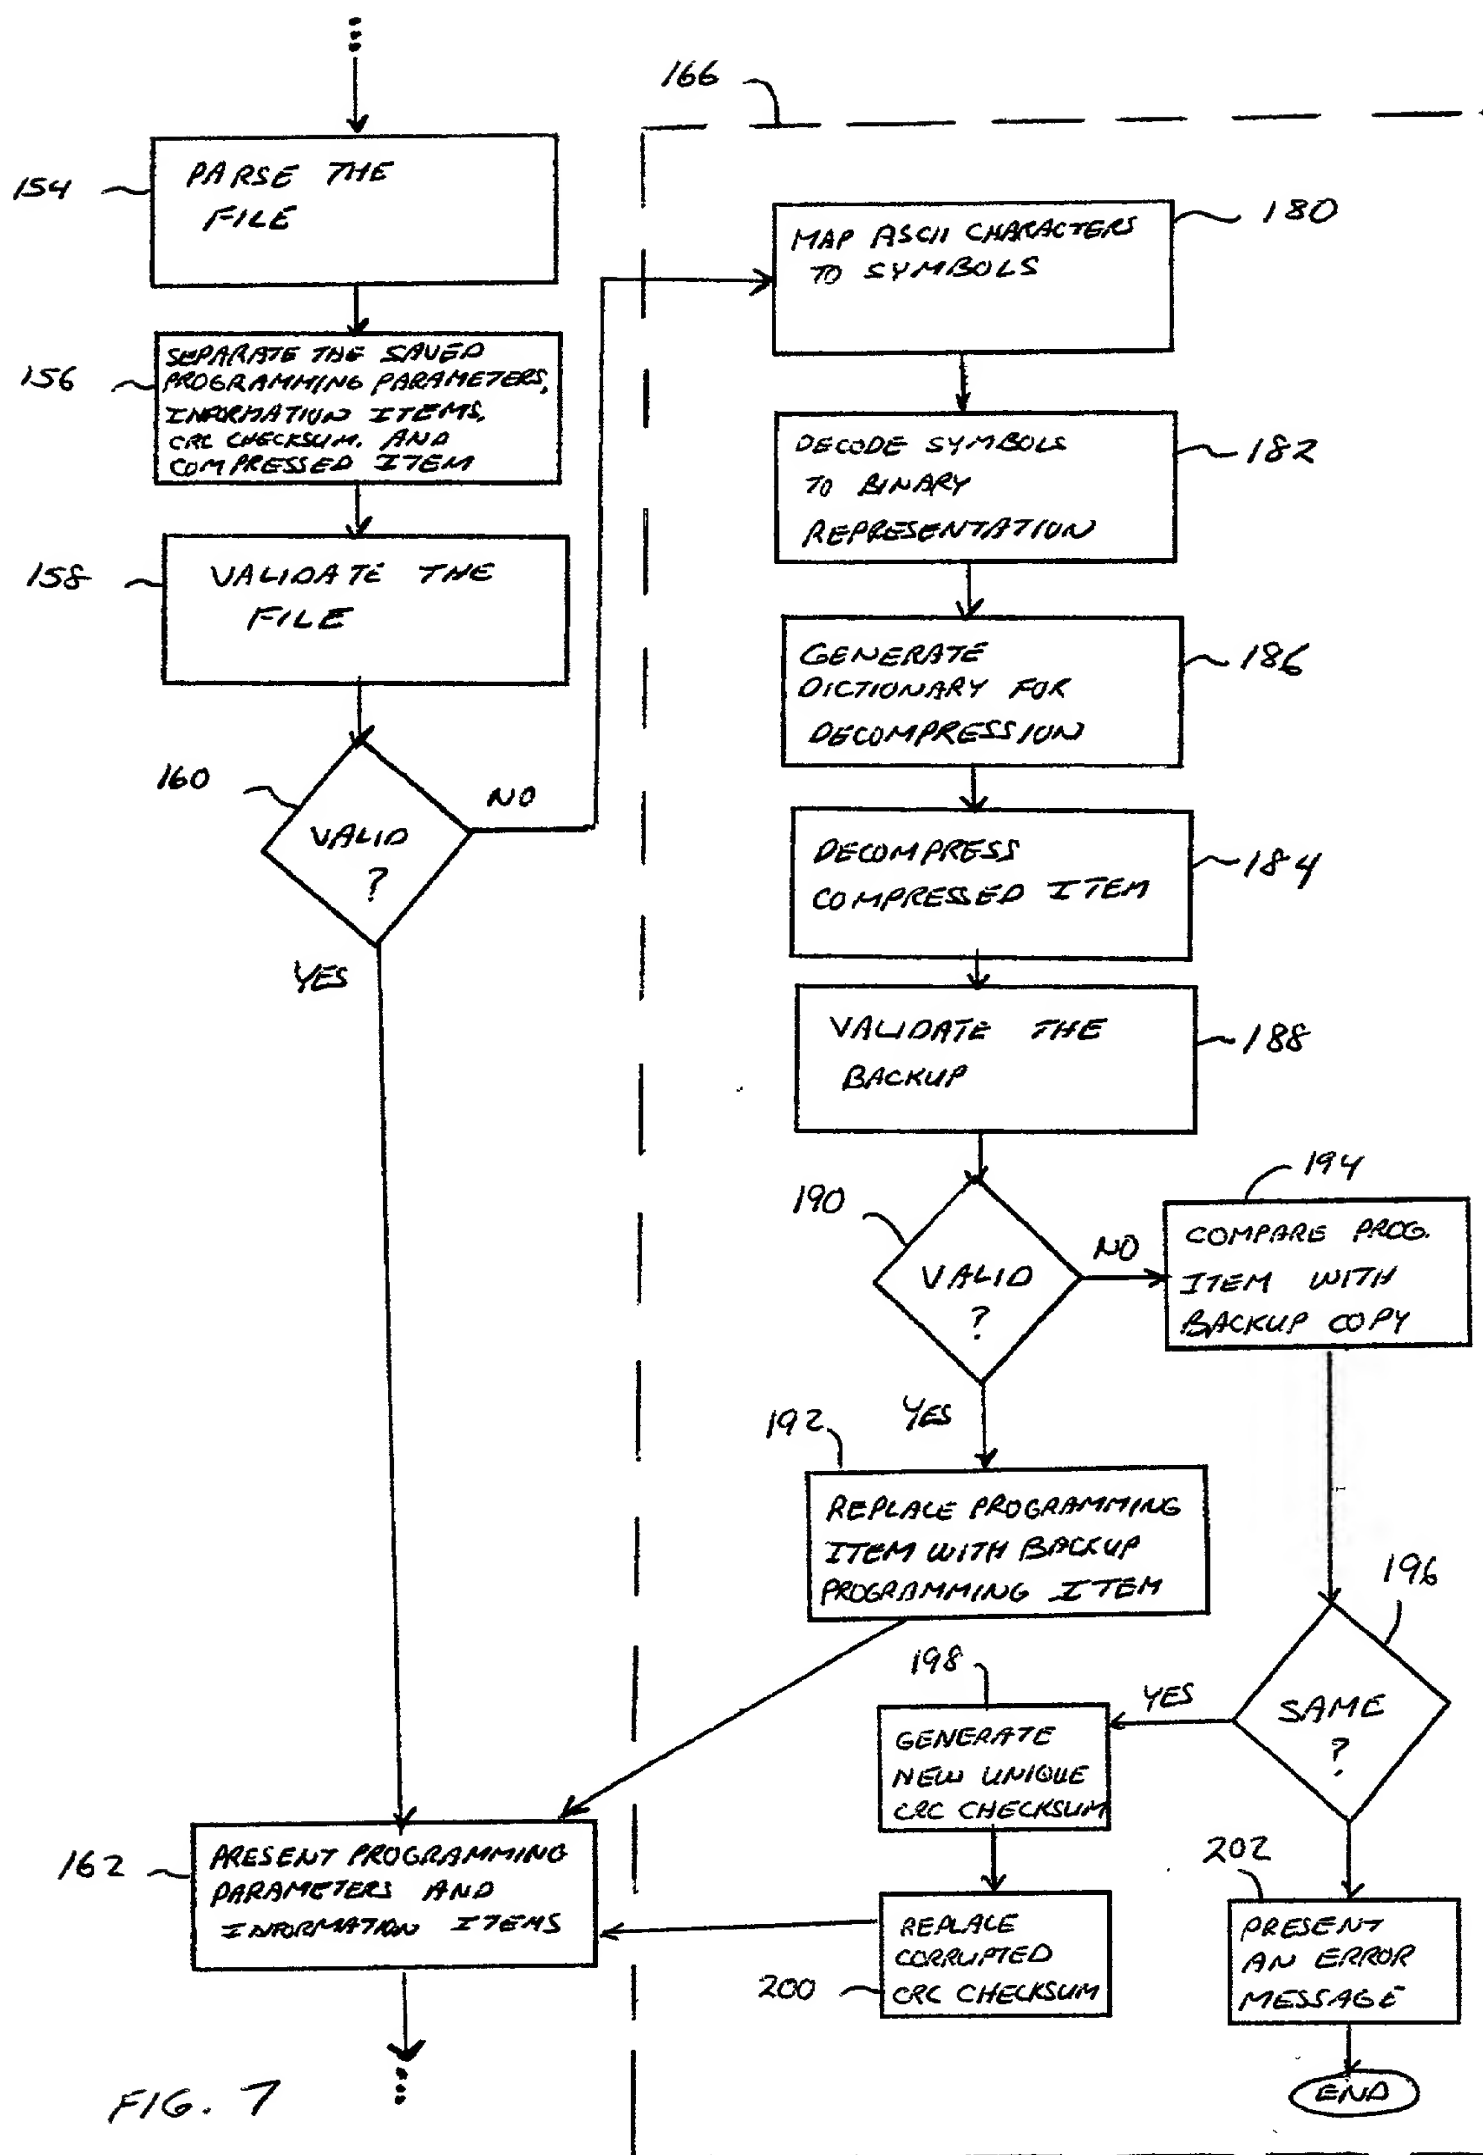 166
154
PARSE THE
FILE
180
MAP ASCII CHARACTERS
TO SYMBOLS
156
SEPARATE THE SAVED
PROGRAMMING PARAMETERS,
INFORMATION ITEMS,
CRC CHECKSUM, AND
COMPRESSED ITEM
182
DECODE SYMBOLS
TO BINARY
REPRESENTATION
158
VALIDATE THE
FILE
186
GENERATE
DICTIONARY FOR
DECOMPRESSION
160
VALID
?
NO
YES
184
DECOMPRESS
COMPRESSED ITEM
188
VALIDATE THE
BACKUP
190
VALID
?
NO
YES
194
COMPARE PROG.
ITEM WITH
BACKUP COPY
192
REPLACE PROGRAMMING
ITEM WITH BACKUP
PROGRAMMING ITEM
196
SAME
?
YES
198
GENERATE
NEW UNIQUE
CRC CHECKSUM
162
PRESENT PROGRAMMING
PARAMETERS AND
INFORMATION ITEMS
200
REPLACE
CORRUPTED
CRC CHECKSUM
202
PRESENT
AN ERROR
MESSAGE
END
FIG. 7